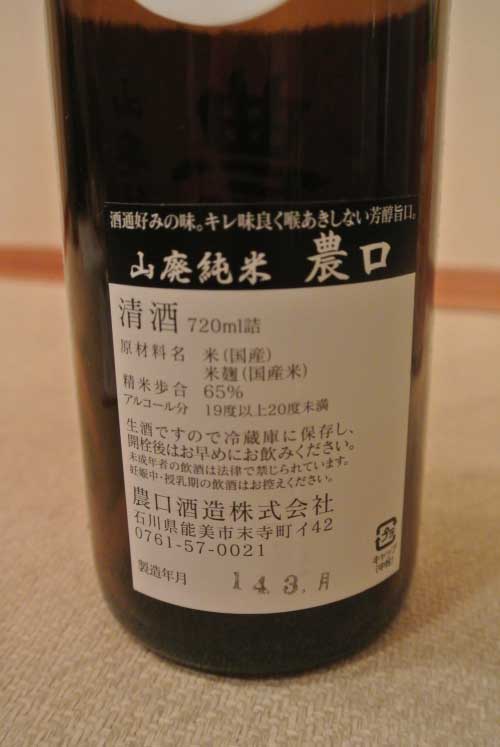 酒通好みの味。キレ味良く喉あきしない芳醇旨口。
山廃純米 農口
清酒 720ml詰
原材料名 米(国産)
米麹(国産米)
精米歩合 65%
アルコール分 19度以上20度未満
生酒ですので冷蔵庫に保存し、
開栓後はお早めにお飲みください。
未成年者の飲酒は法律で禁じられています。
妊娠中・授乳期の飲酒はお控えください。
農口酒造株式会社
石川県能美市末寺町イ42
0761-57-0021
製造年月 14.3.月
キャップ
(中栓)